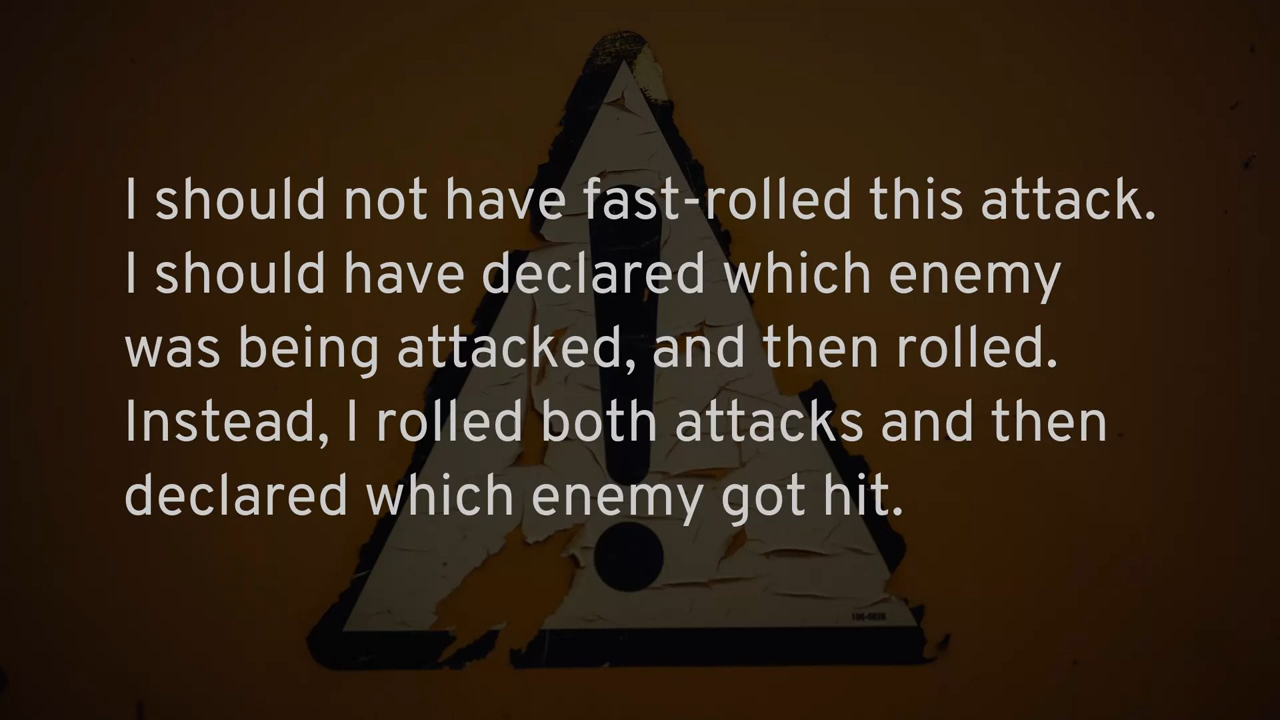 I should not have fast-rolled this attack.
I should have declared which enemy
was being attacked, and then rolled.
Instead, I rolled both attacks and then
declared which enemy got hit.